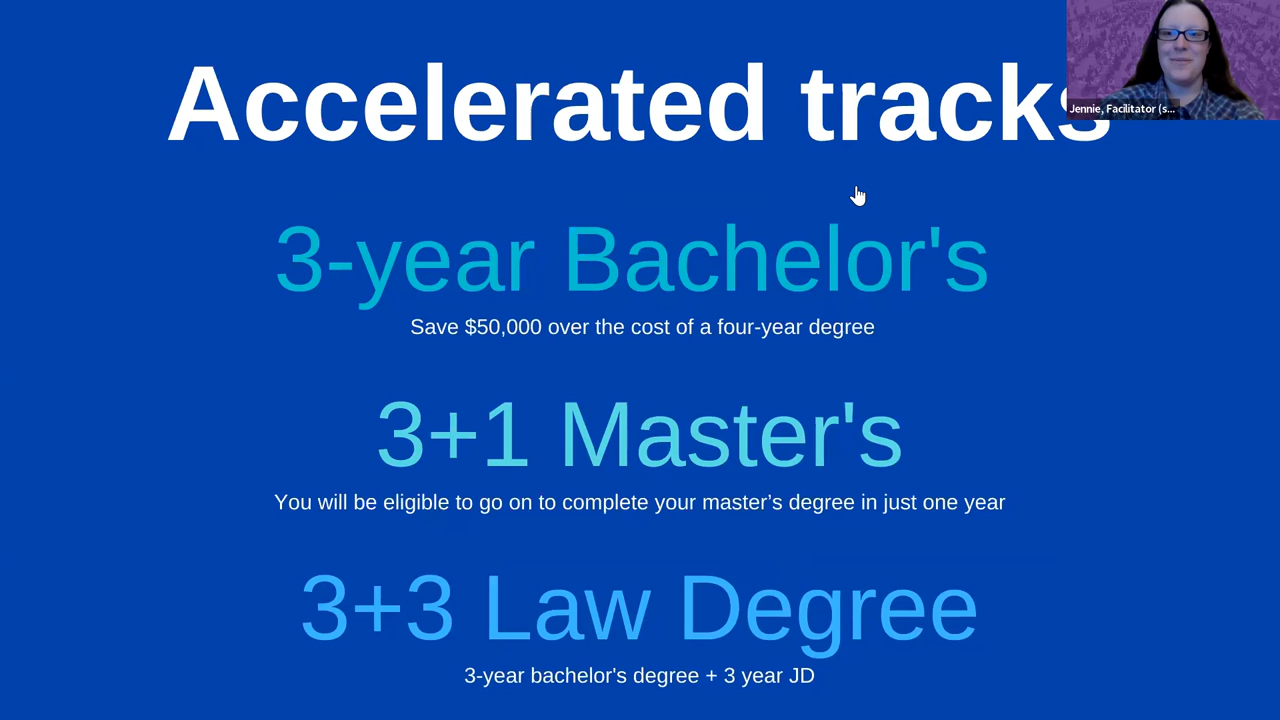 Accelerated tracks
Jennie, Facilitator (s...
3-year Bachelor's
Save $50,000 over the cost of a four-year degree
3+1 Master's
You will be eligible to go on to complete your master’s degree in just one year
3+3 Law Degree
3-year bachelor's degree + 3 year JD